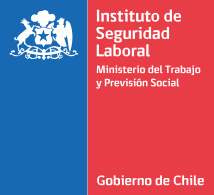 Instituto de
Seguridad
Laboral
Ministerio del Trabajo
y Previsión Social
Gobierno de Chile